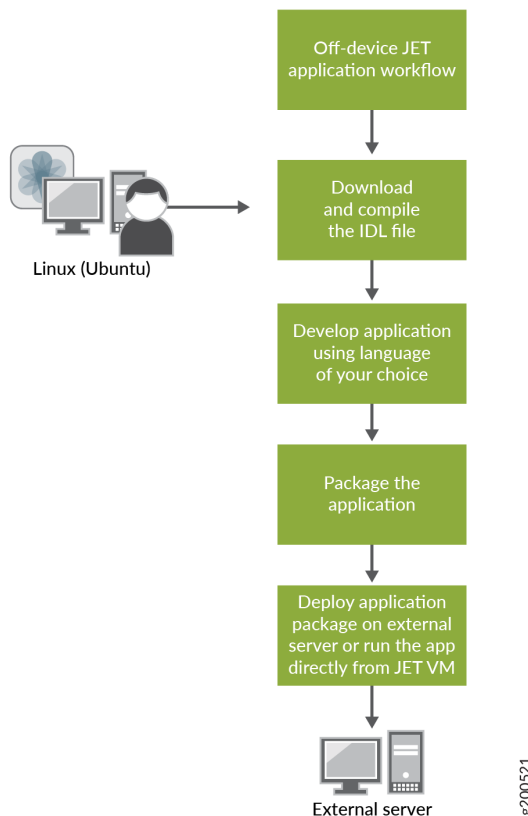 Off-device JET
application workflow
Linux (Ubuntu)
Download
and compile
the IDL file
Develop application
using language
of your choice
Package the
application
Deploy application
package on external
server or run the app
directly from JET VM
External server
g200521